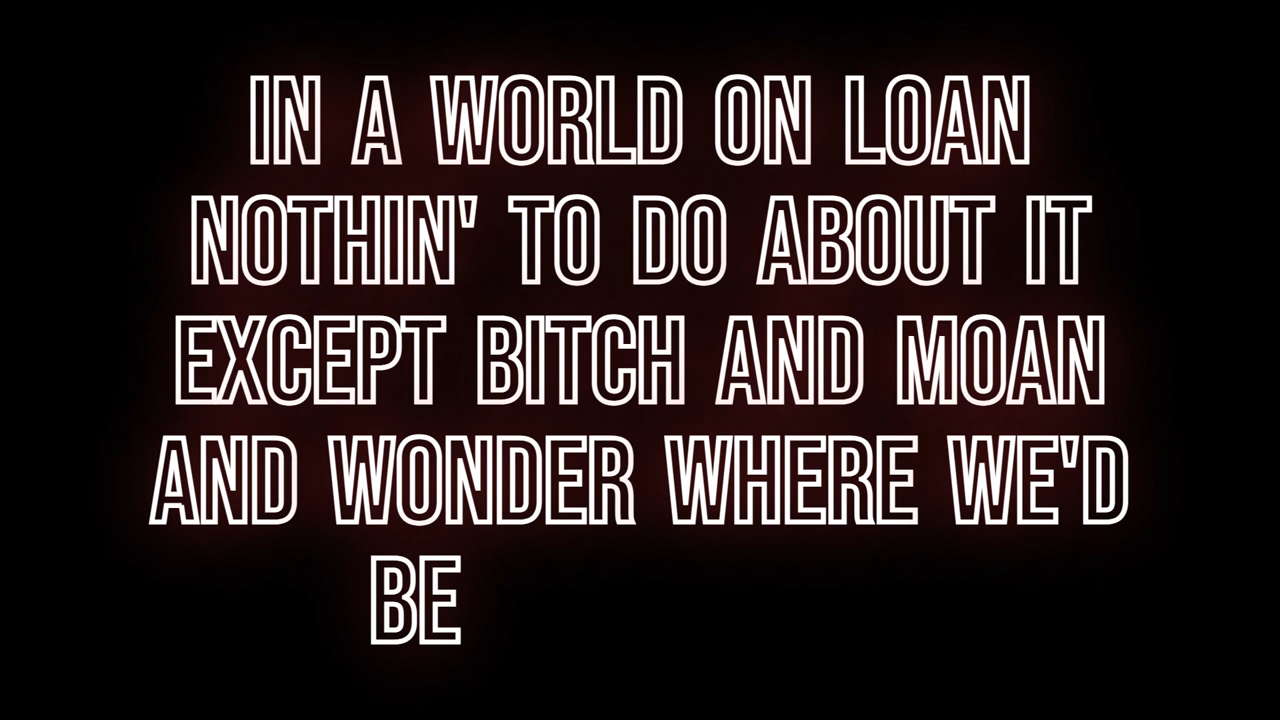 IN A WORLD ON LOAN
NOTHIN' TO DO ABOUT IT
EXCEPT BITCH AND MOAN
AND WONDER WHERE WE'D
BE